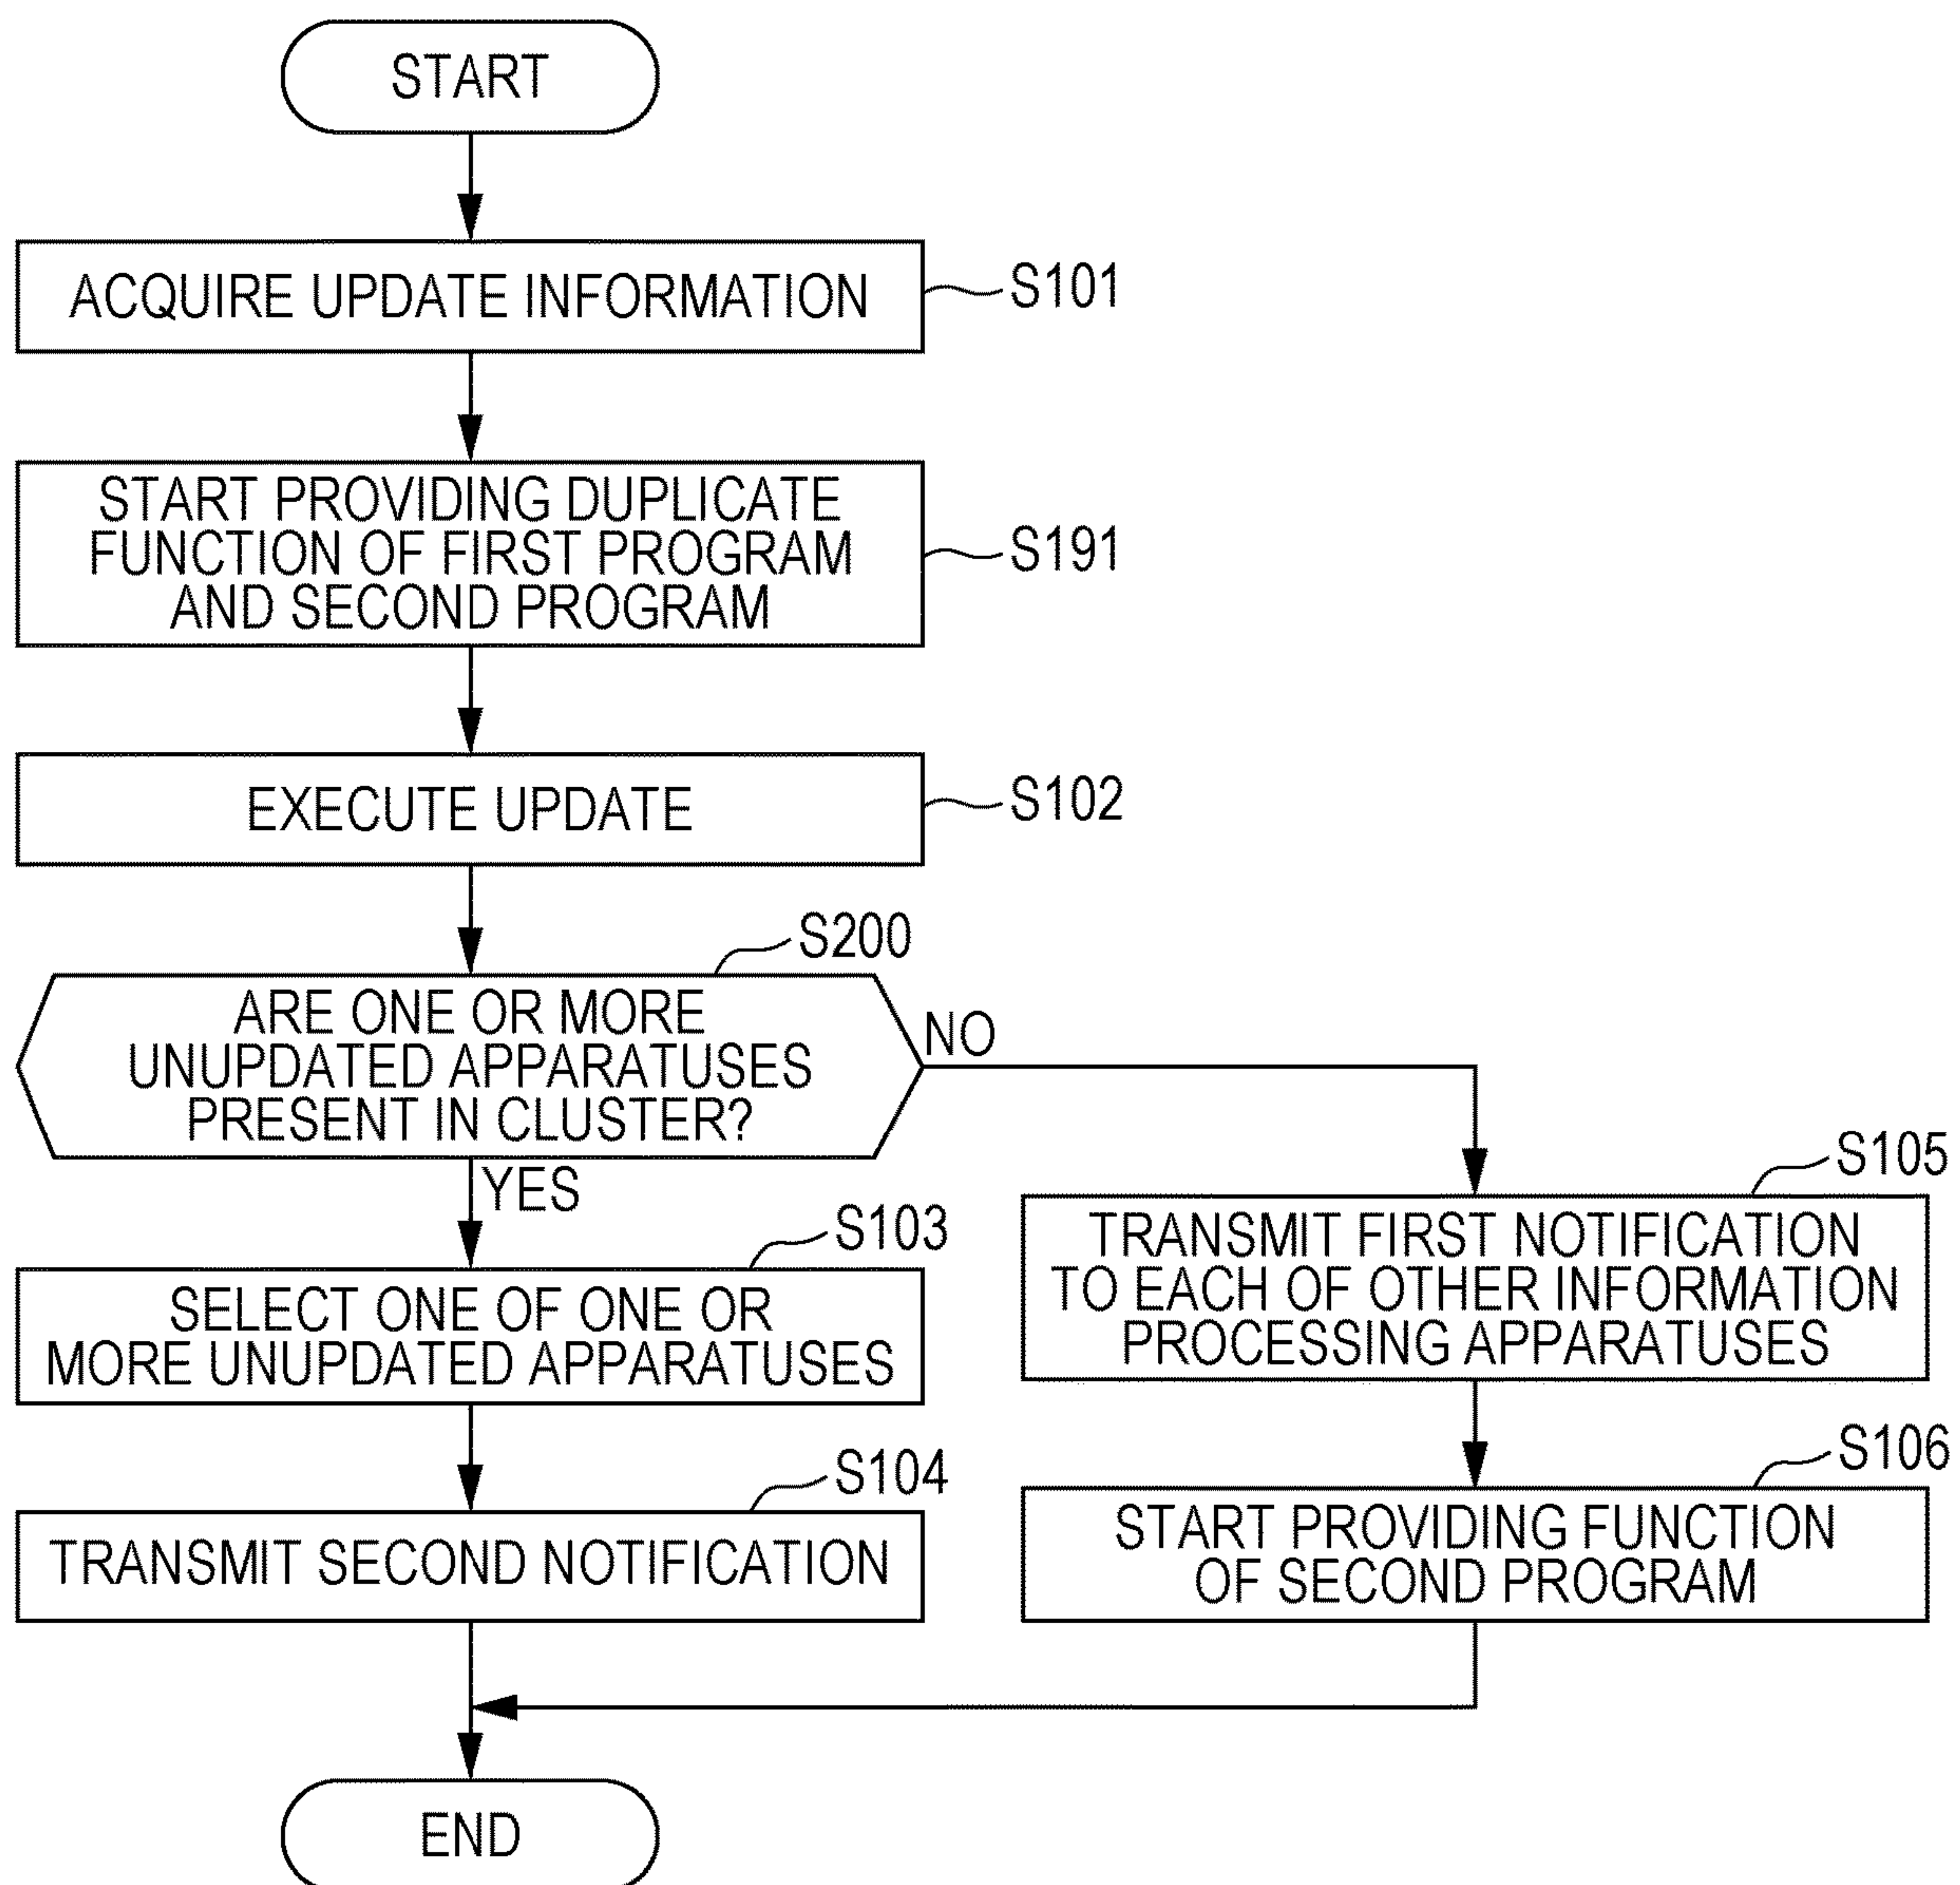 START
ACQUIRE UPDATE INFORMATION
S101
START PROVIDING DUPLICATE
FUNCTION OF FIRST PROGRAM
AND SECOND PROGRAM
S191
EXECUTE UPDATE
S102
S200
ARE ONE OR MORE
UNUPDATED APPARATUSES
PRESENT IN CLUSTER?
NO
YES
S103
SELECT ONE OF ONE OR
MORE UNUPDATED APPARATUSES
S104
TRANSMIT SECOND NOTIFICATION
S105
TRANSMIT FIRST NOTIFICATION
TO EACH OF OTHER INFORMATION
PROCESSING APPARATUSES
S106
START PROVIDING FUNCTION
OF SECOND PROGRAM
END